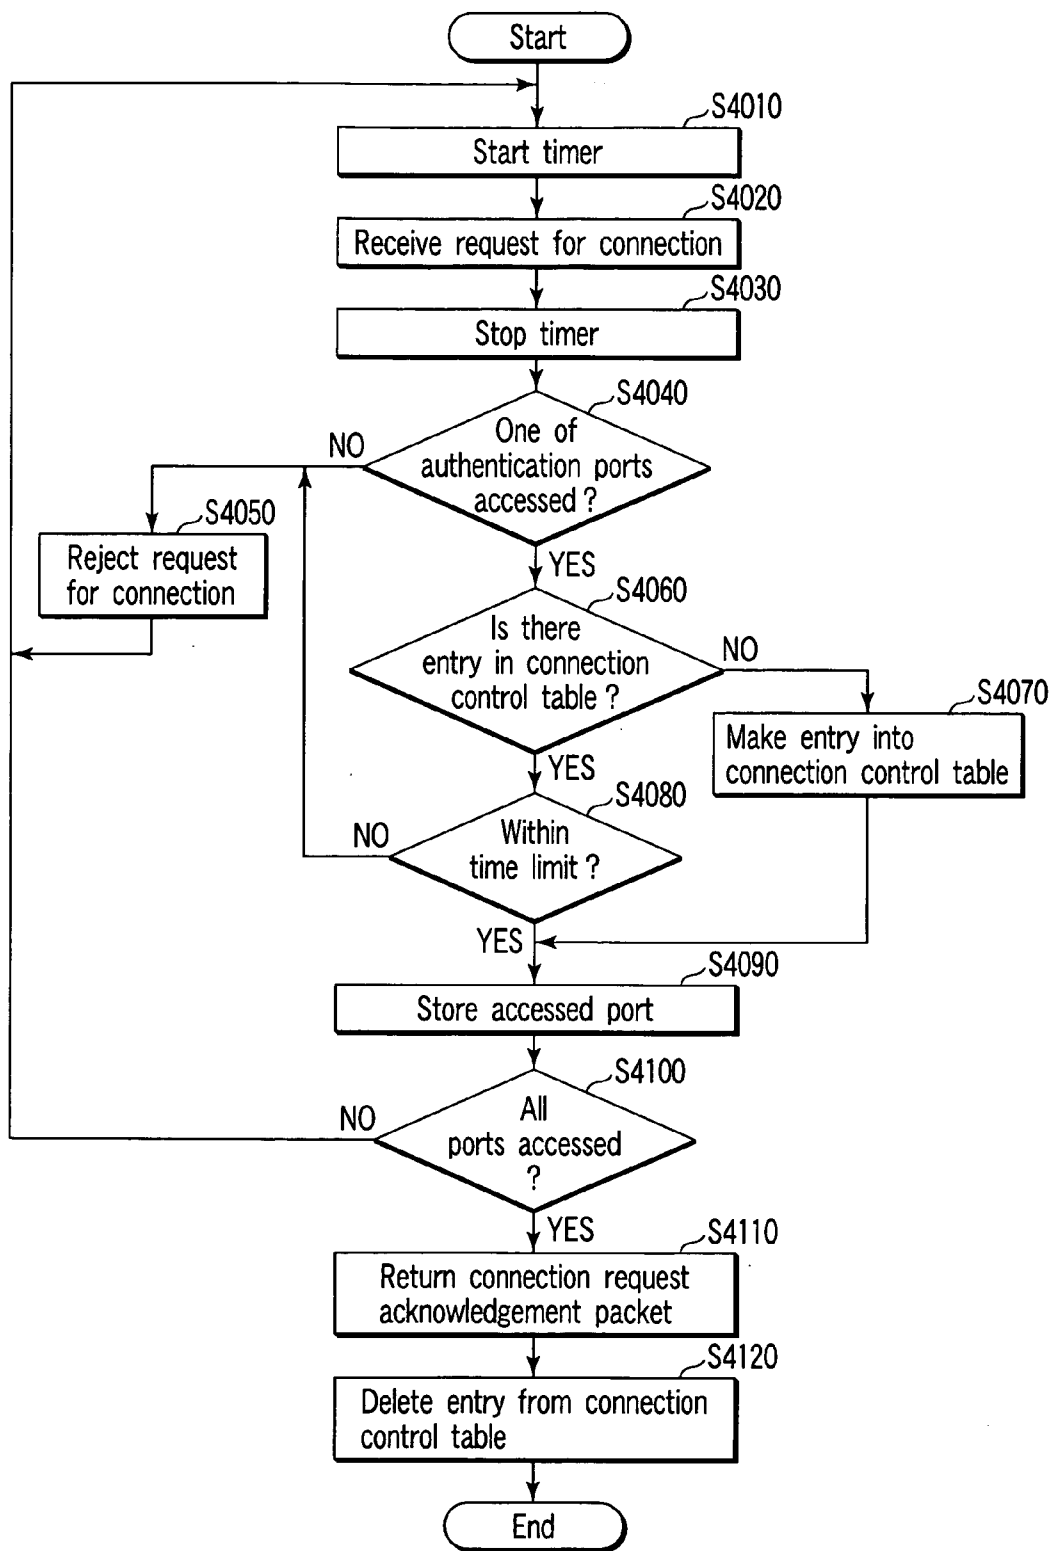 Start
S4010
Start timer
S4020
Receive request for connection
S4030
Stop timer
S4040
One of
authentication ports
accessed ?
NO
S4050
Reject request
for connection
YES
S4060
Is there
entry in connection
control table ?
NO
S4070
Make entry into
connection control table
YES
S4080
Within
time limit ?
NO
YES
S4090
Store accessed port
S4100
All
ports accessed
?
NO
YES
S4110
Return connection request
acknowledgement packet
S4120
Delete entry from connection
control table
End